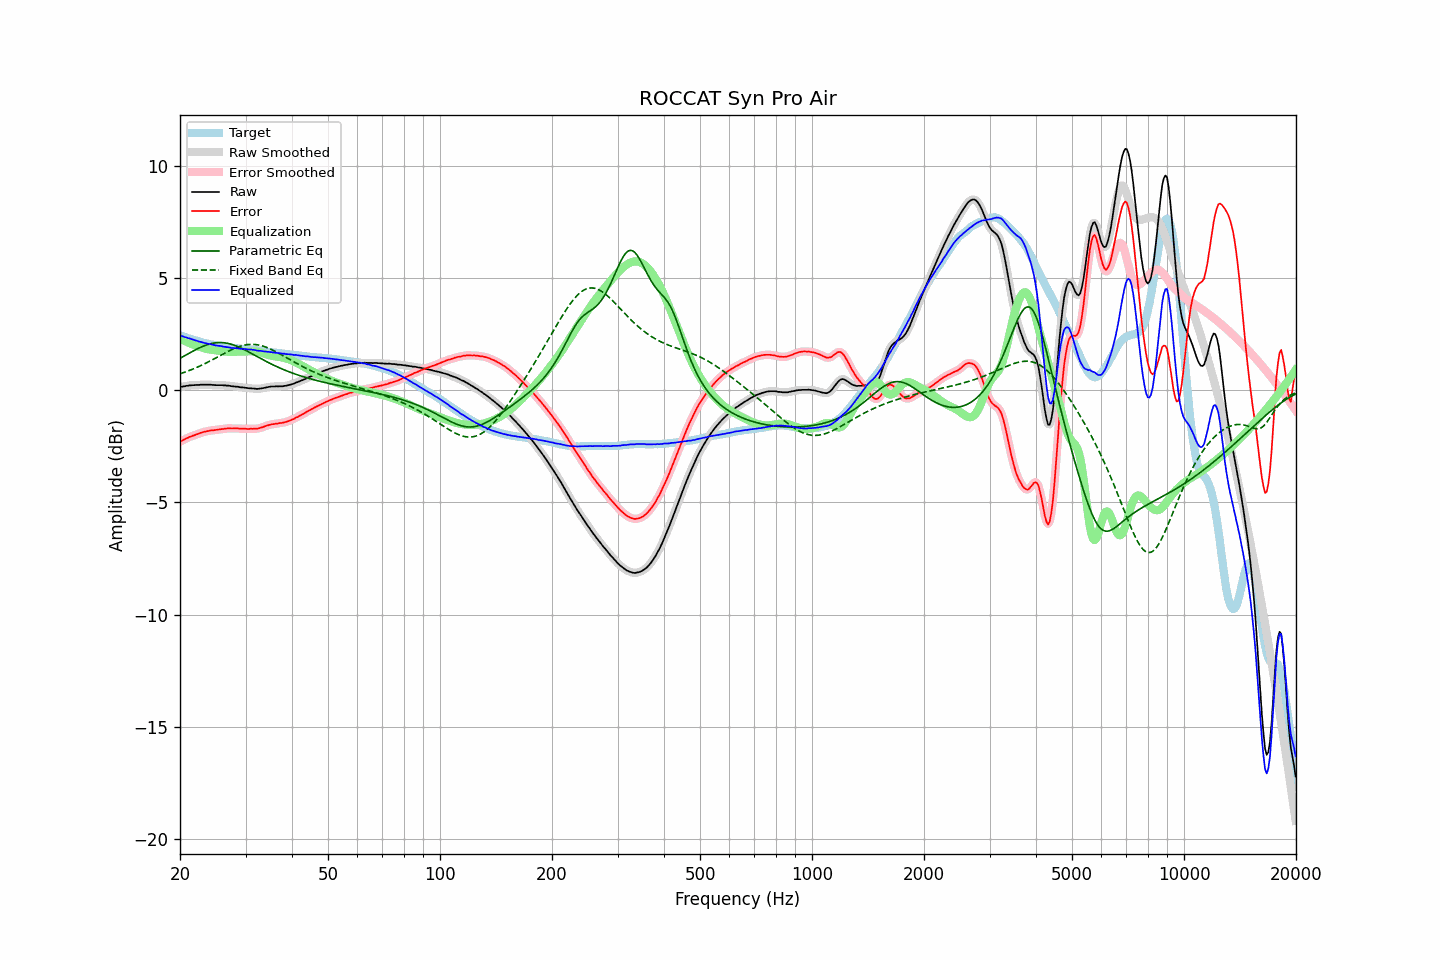 ROCCAT Syn Pro Air
Target
Raw Smoothed
Error Smoothed
Raw
Error
Equalization
Parametric Eq
Fixed Band Eq
Equalized
10
5
0
−5
−10
−15
−20
Amplitude (dBr)
20 50 100 200 500 1000 2000 5000 10000 20000
Frequency (Hz)